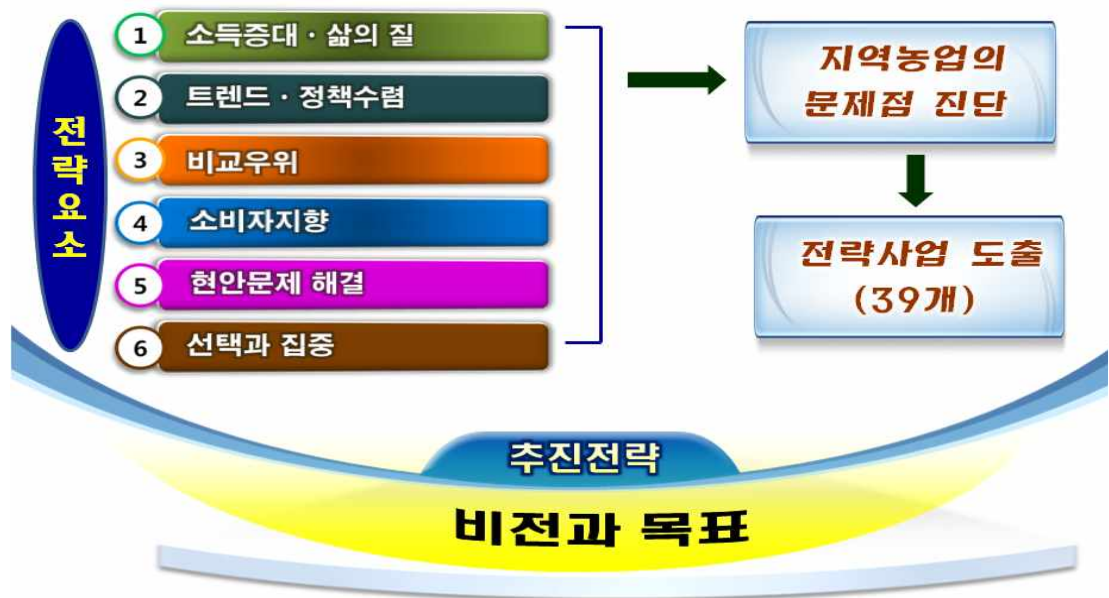 전략요소
1 소득증대 · 삶의 질
2 트렌드 · 정책수렴
3 비교우위
4 소비자지향
5 현안문제 해결
6 선택과 집중
지역농업의
문제점 진단
전략사업 도출
(39개)
추진전략
비전과 목표